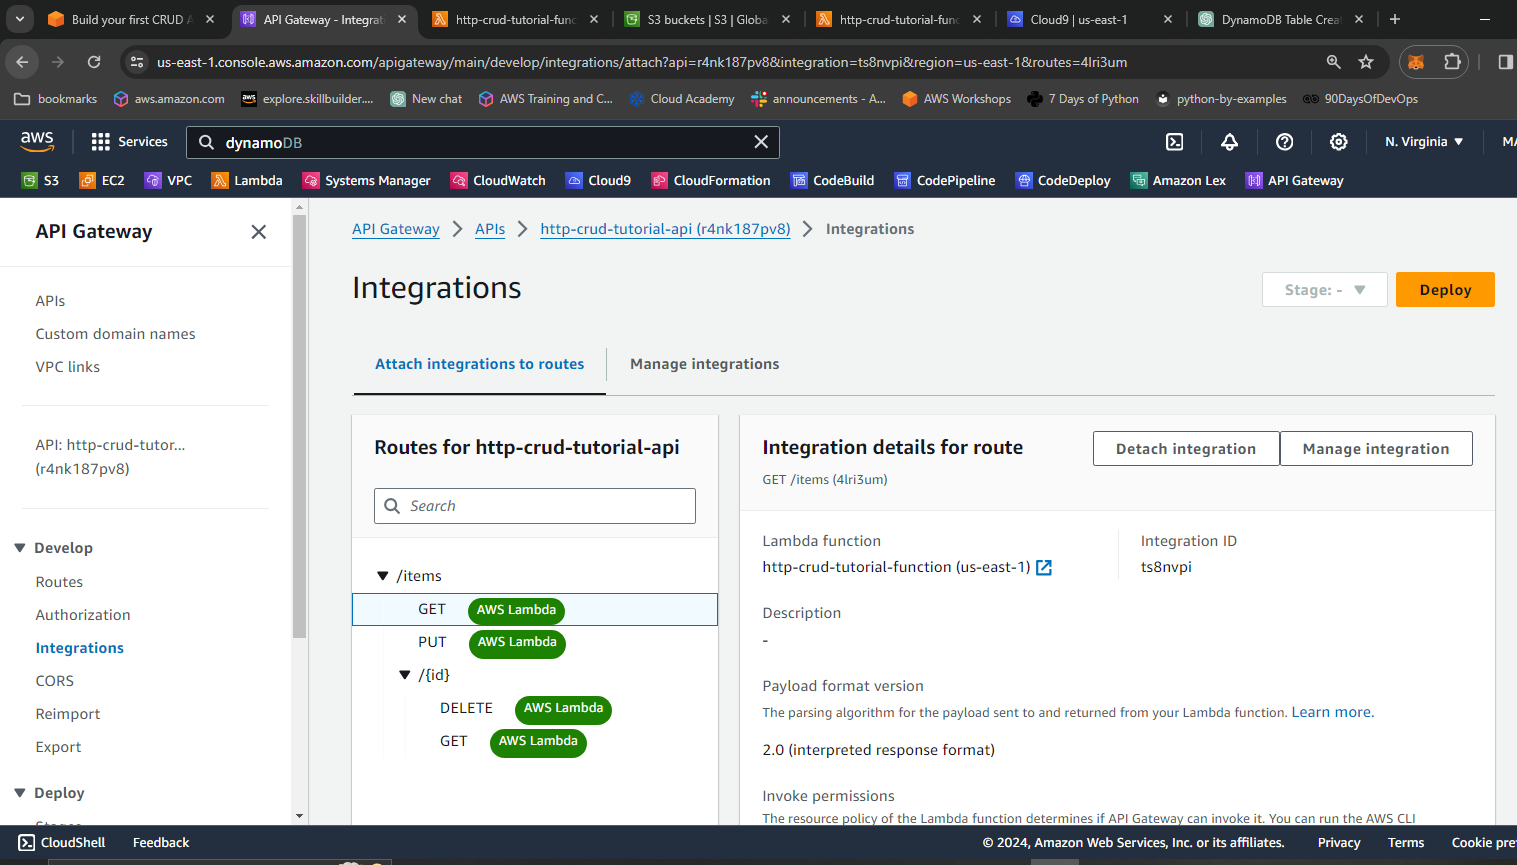 Build your first CRUD A
API Gateway - Integrati
http-crud-tutorial-func
S3 buckets | S3 | Globa
http-crud-tutorial-func
Cloud9 | us-east-1
DynamoDB Table Crea
us-east-1.console.aws.amazon.com/apigateway/main/develop/integrations/attach?api=r4nk187pv8&integration=ts8nvpi&region=us-east-1&routes=4lri3um
bookmarks
aws.amazon.com
explore.skillbuilder....
New chat
AWS Training and C...
Cloud Academy
announcements - A...
AWS Workshops
7 Days of Python
python-by-examples
90DaysOfDevOps
aws
Services
dynamoDB
N. Virginia
S3
EC2
VPC
Lambda
Systems Manager
CloudWatch
Cloud9
CloudFormation
CodeBuild
CodePipeline
CodeDeploy
Amazon Lex
API Gateway
API Gateway
APIs
Custom domain names
VPC links
API: http-crud-tutor...
(r4nk187pv8)
Develop
Routes
Authorization
Integrations
CORS
Reimport
Export
Deploy
API Gateway
APIs
http-crud-tutorial-api (r4nk187pv8)
Integrations
Integrations
Stage: -
Deploy
Attach integrations to routes
Manage integrations
Routes for http-crud-tutorial-api
Search
/items
GET AWS Lambda
PUT AWS Lambda
/{id}
DELETE AWS Lambda
GET AWS Lambda
Integration details for route
GET /items (4lri3um)
Detach integration
Manage integration
Lambda function
http-crud-tutorial-function (us-east-1)
Integration ID
ts8nvpi
Description
-
Payload format version
The parsing algorithm for the payload sent to and returned from your Lambda function. Learn more.
2.0 (interpreted response format)
Invoke permissions
The resource policy of the Lambda function determines if API Gateway can invoke it. You can run the AWS CLI
CloudShell
Feedback
© 2024, Amazon Web Services, Inc. or its affiliates.
Privacy
Terms
Cookie pre